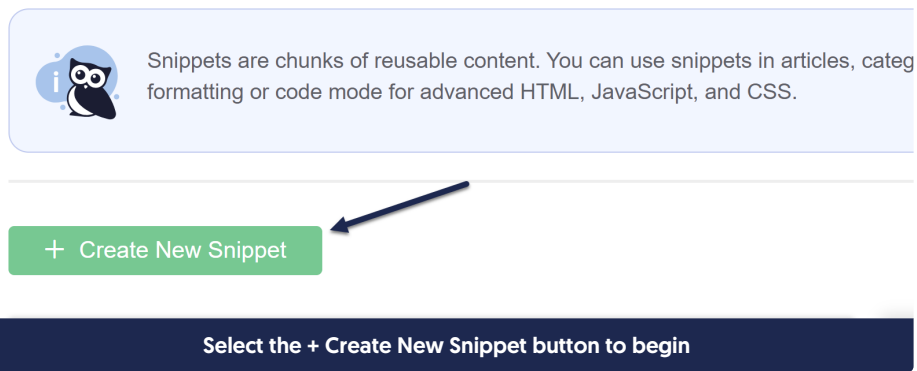 Snippets are chunks of reusable content. You can use snippets in articles, categ
formatting or code mode for advanced HTML, JavaScript, and CSS.
+ Create New Snippet
Select the + Create New Snippet button to begin